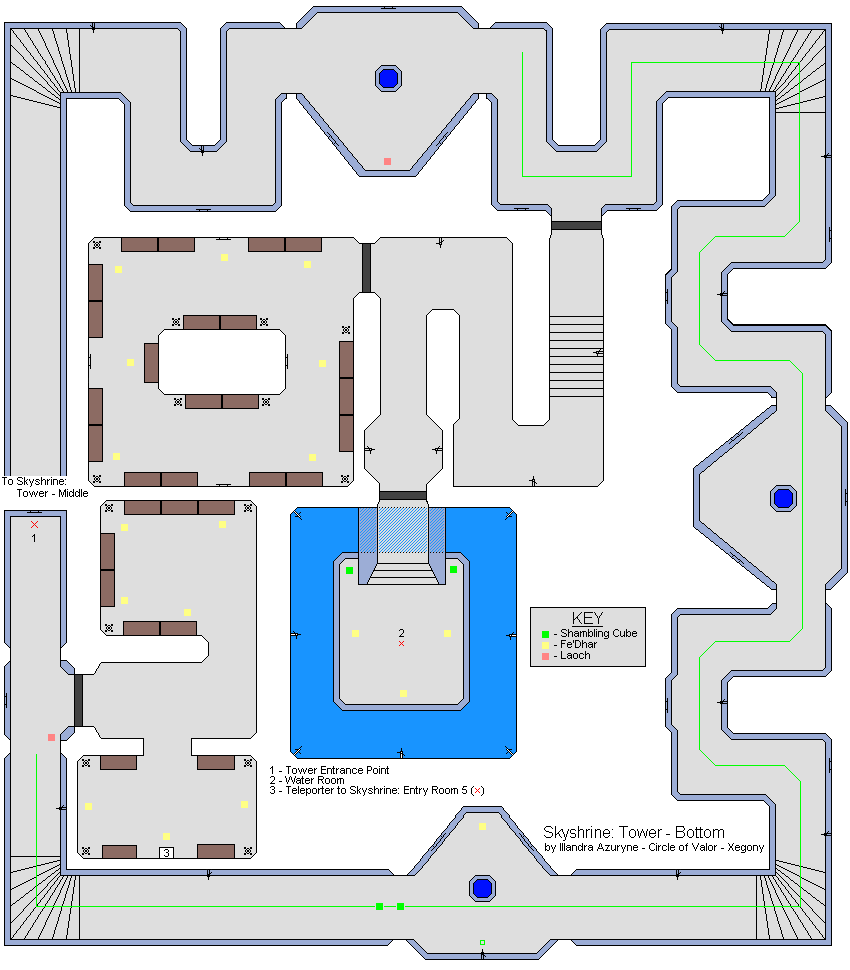 To Skyshrine:
Tower - Middle
1
2
KEY
- Shambling Cube
- Fe'Dhar
- Laoch
1 - Tower Entrance Point
2 - Water Room
3 - Teleporter to Skyshrine: Entry Room 5 (×)
3
Skyshrine: Tower - Bottom
by Illandra Azuryne - Circle of Valor - Xegony